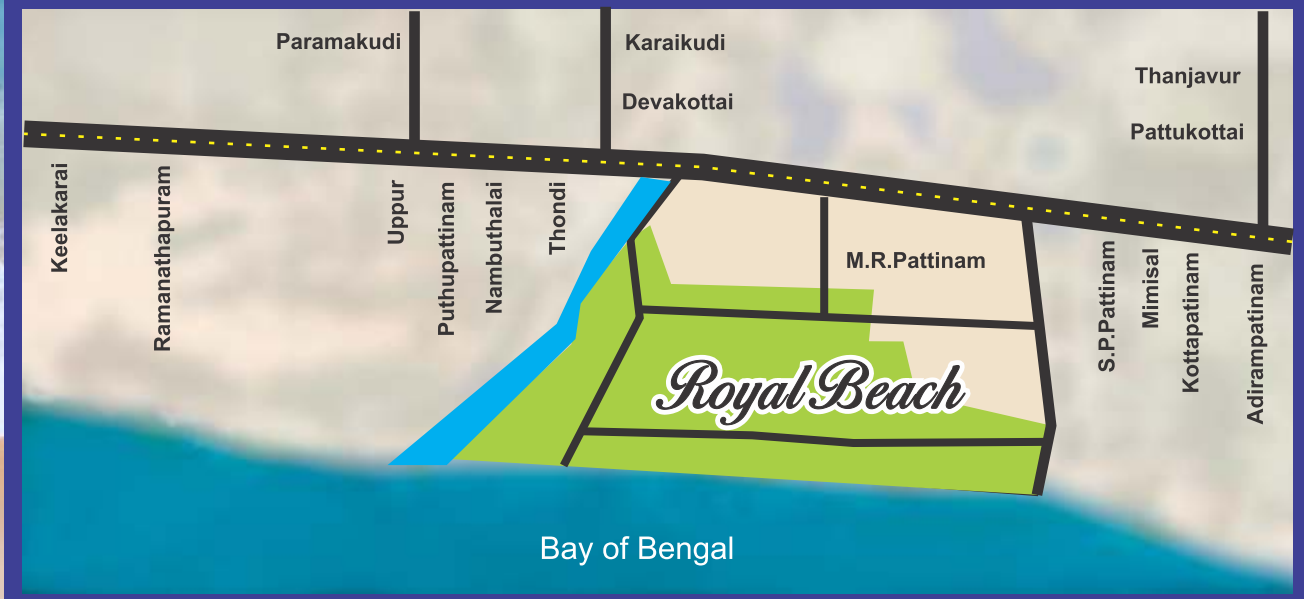 Paramakudi
Karaikudi
Devakottai
Thanjavur
Pattukottai
Keelakarai
Ramanathapuram
Uppur
Puthupattinam
Nambuthalai
Thondi
M.R.Pattinam
S.P.Pattinam
Mimisal
Kottapatinam
Adirampatinam
Royal Beach
Bay of Bengal